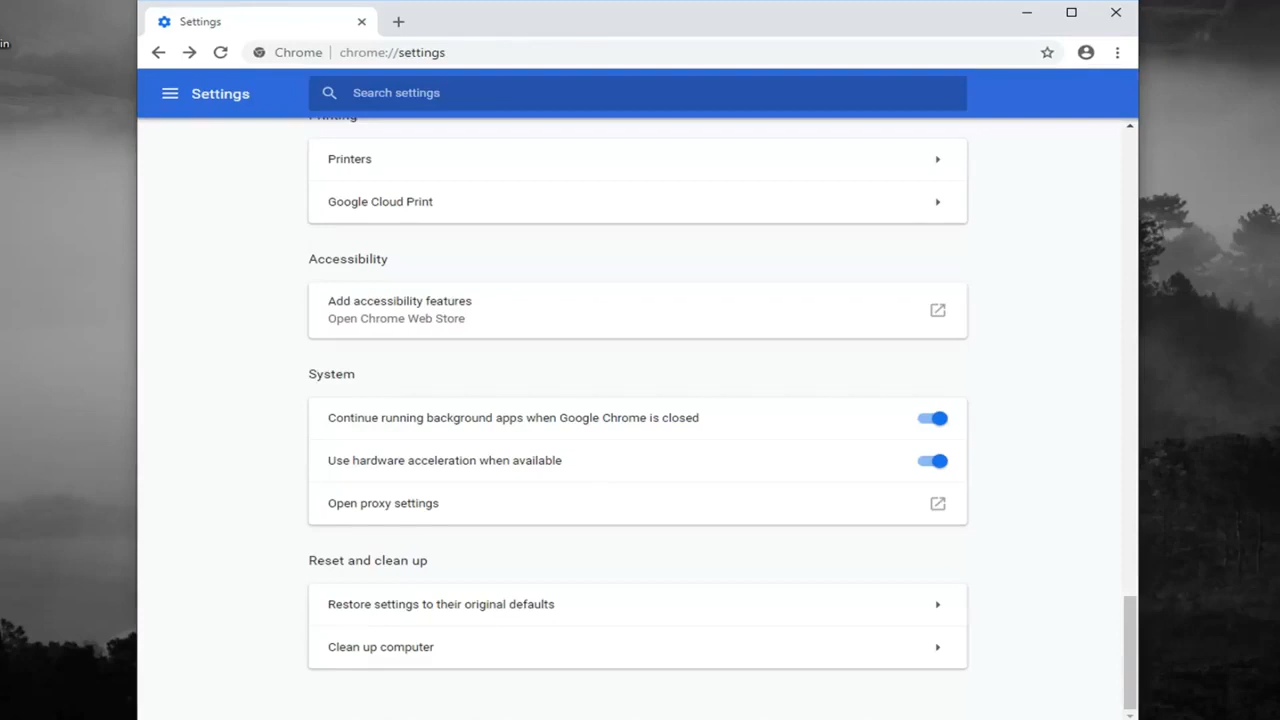 in
Settings
Chrome
chrome://settings
Settings
Search settings
Printing
Printers
Google Cloud Print
Accessibility
Add accessibility features
Open Chrome Web Store
System
Continue running background apps when Google Chrome is closed
Use hardware acceleration when available
Open proxy settings
Reset and clean up
Restore settings to their original defaults
Clean up computer